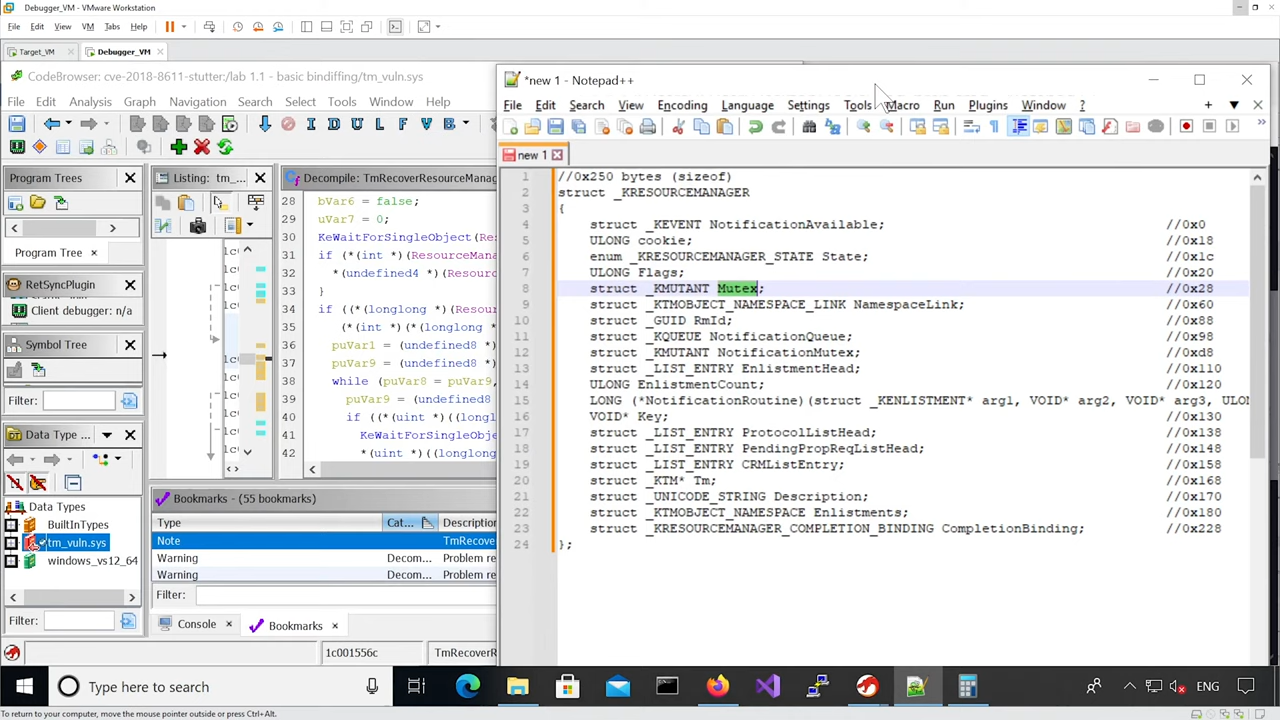 Debugger_VM - VMware Workstation
File Edit View VM Tabs Help
Target_VM Debugger_VM
CodeBrowser: cve-2018-8611-stutter:/lab 1.1 - basic bindiffing/tm_vuln.sys
File Edit Analysis Graph Navigation Search Select Tools Window Help
I D U L F V B
Program Trees
Program Tree
RetSyncPlugin
Client debugger: n/a
Symbol Tree
Filter:
Data Type ...
Data Types
BuiltInTypes
tm_vuln.sys
windows_vs12_64
Filter:
Listing: tm_...
Decompile: TmRecoverResourceMana
28 bVar6 = false;
29 uVar7 = 0;
30 KeWaitForSingleObject(Res
31 if (*(int *)(ResourceMana
32 *(undefined4 *)(Resourc
33 }
34 if ((*(longlong *)(Resou
35 (*(int *)(*(longlong *
36 puVar1 = (undefined8 *)
37 puVar9 = (undefined8 *)
38 while (puVar8 = puVar9,
39 puVar9 = (undefined8
40 if ((*(uint *)((longl
41 KeWaitForSingleObje
42 *(uint *)((longlong
Bookmarks - (55 bookmarks)
Type Cat... Description
Note TmRecover
Warning Decom... Problem re
Warning Decom... Problem re
Filter:
Console Bookmarks
1c001556c TmRecoverR
*new 1 - Notepad++
File Edit Search View Encoding Language Settings Tools Macro Run Plugins Window ?
new 1
1 //0x250 bytes (sizeof)
2 struct _KRESOURCEMANAGER
3 {
4 struct _KEVENT NotificationAvailable; //0x0
5 ULONG cookie; //0x18
6 enum _KRESOURCEMANAGER_STATE State; //0x1c
7 ULONG Flags; //0x20
8 struct _KMUTANT Mutex; //0x28
9 struct _KTMOBJECT_NAMESPACE_LINK NamespaceLink; //0x60
10 struct _GUID RmId; //0x88
11 struct _KQUEUE NotificationQueue; //0x98
12 struct _KMUTANT NotificationMutex; //0xd8
13 struct _LIST_ENTRY EnlistmentHead; //0x110
14 ULONG EnlistmentCount; //0x120
15 LONG (*NotificationRoutine)(struct _KENLISTMENT* arg1, VOID* arg2, VOID* arg3, ULON
16 VOID* Key; //0x130
17 struct _LIST_ENTRY ProtocolListHead; //0x138
18 struct _LIST_ENTRY PendingPropReqListHead; //0x148
19 struct _LIST_ENTRY CRMListEntry; //0x158
20 struct _KTM* Tm; //0x168
21 struct _UNICODE_STRING Description; //0x170
22 struct _KTMOBJECT_NAMESPACE Enlistments; //0x180
23 struct _KRESOURCEMANAGER_COMPLETION_BINDING CompletionBinding; //0x228
24 };
Type here to search
ENG
To return to your computer, move the mouse pointer outside or press Ctrl+Alt.